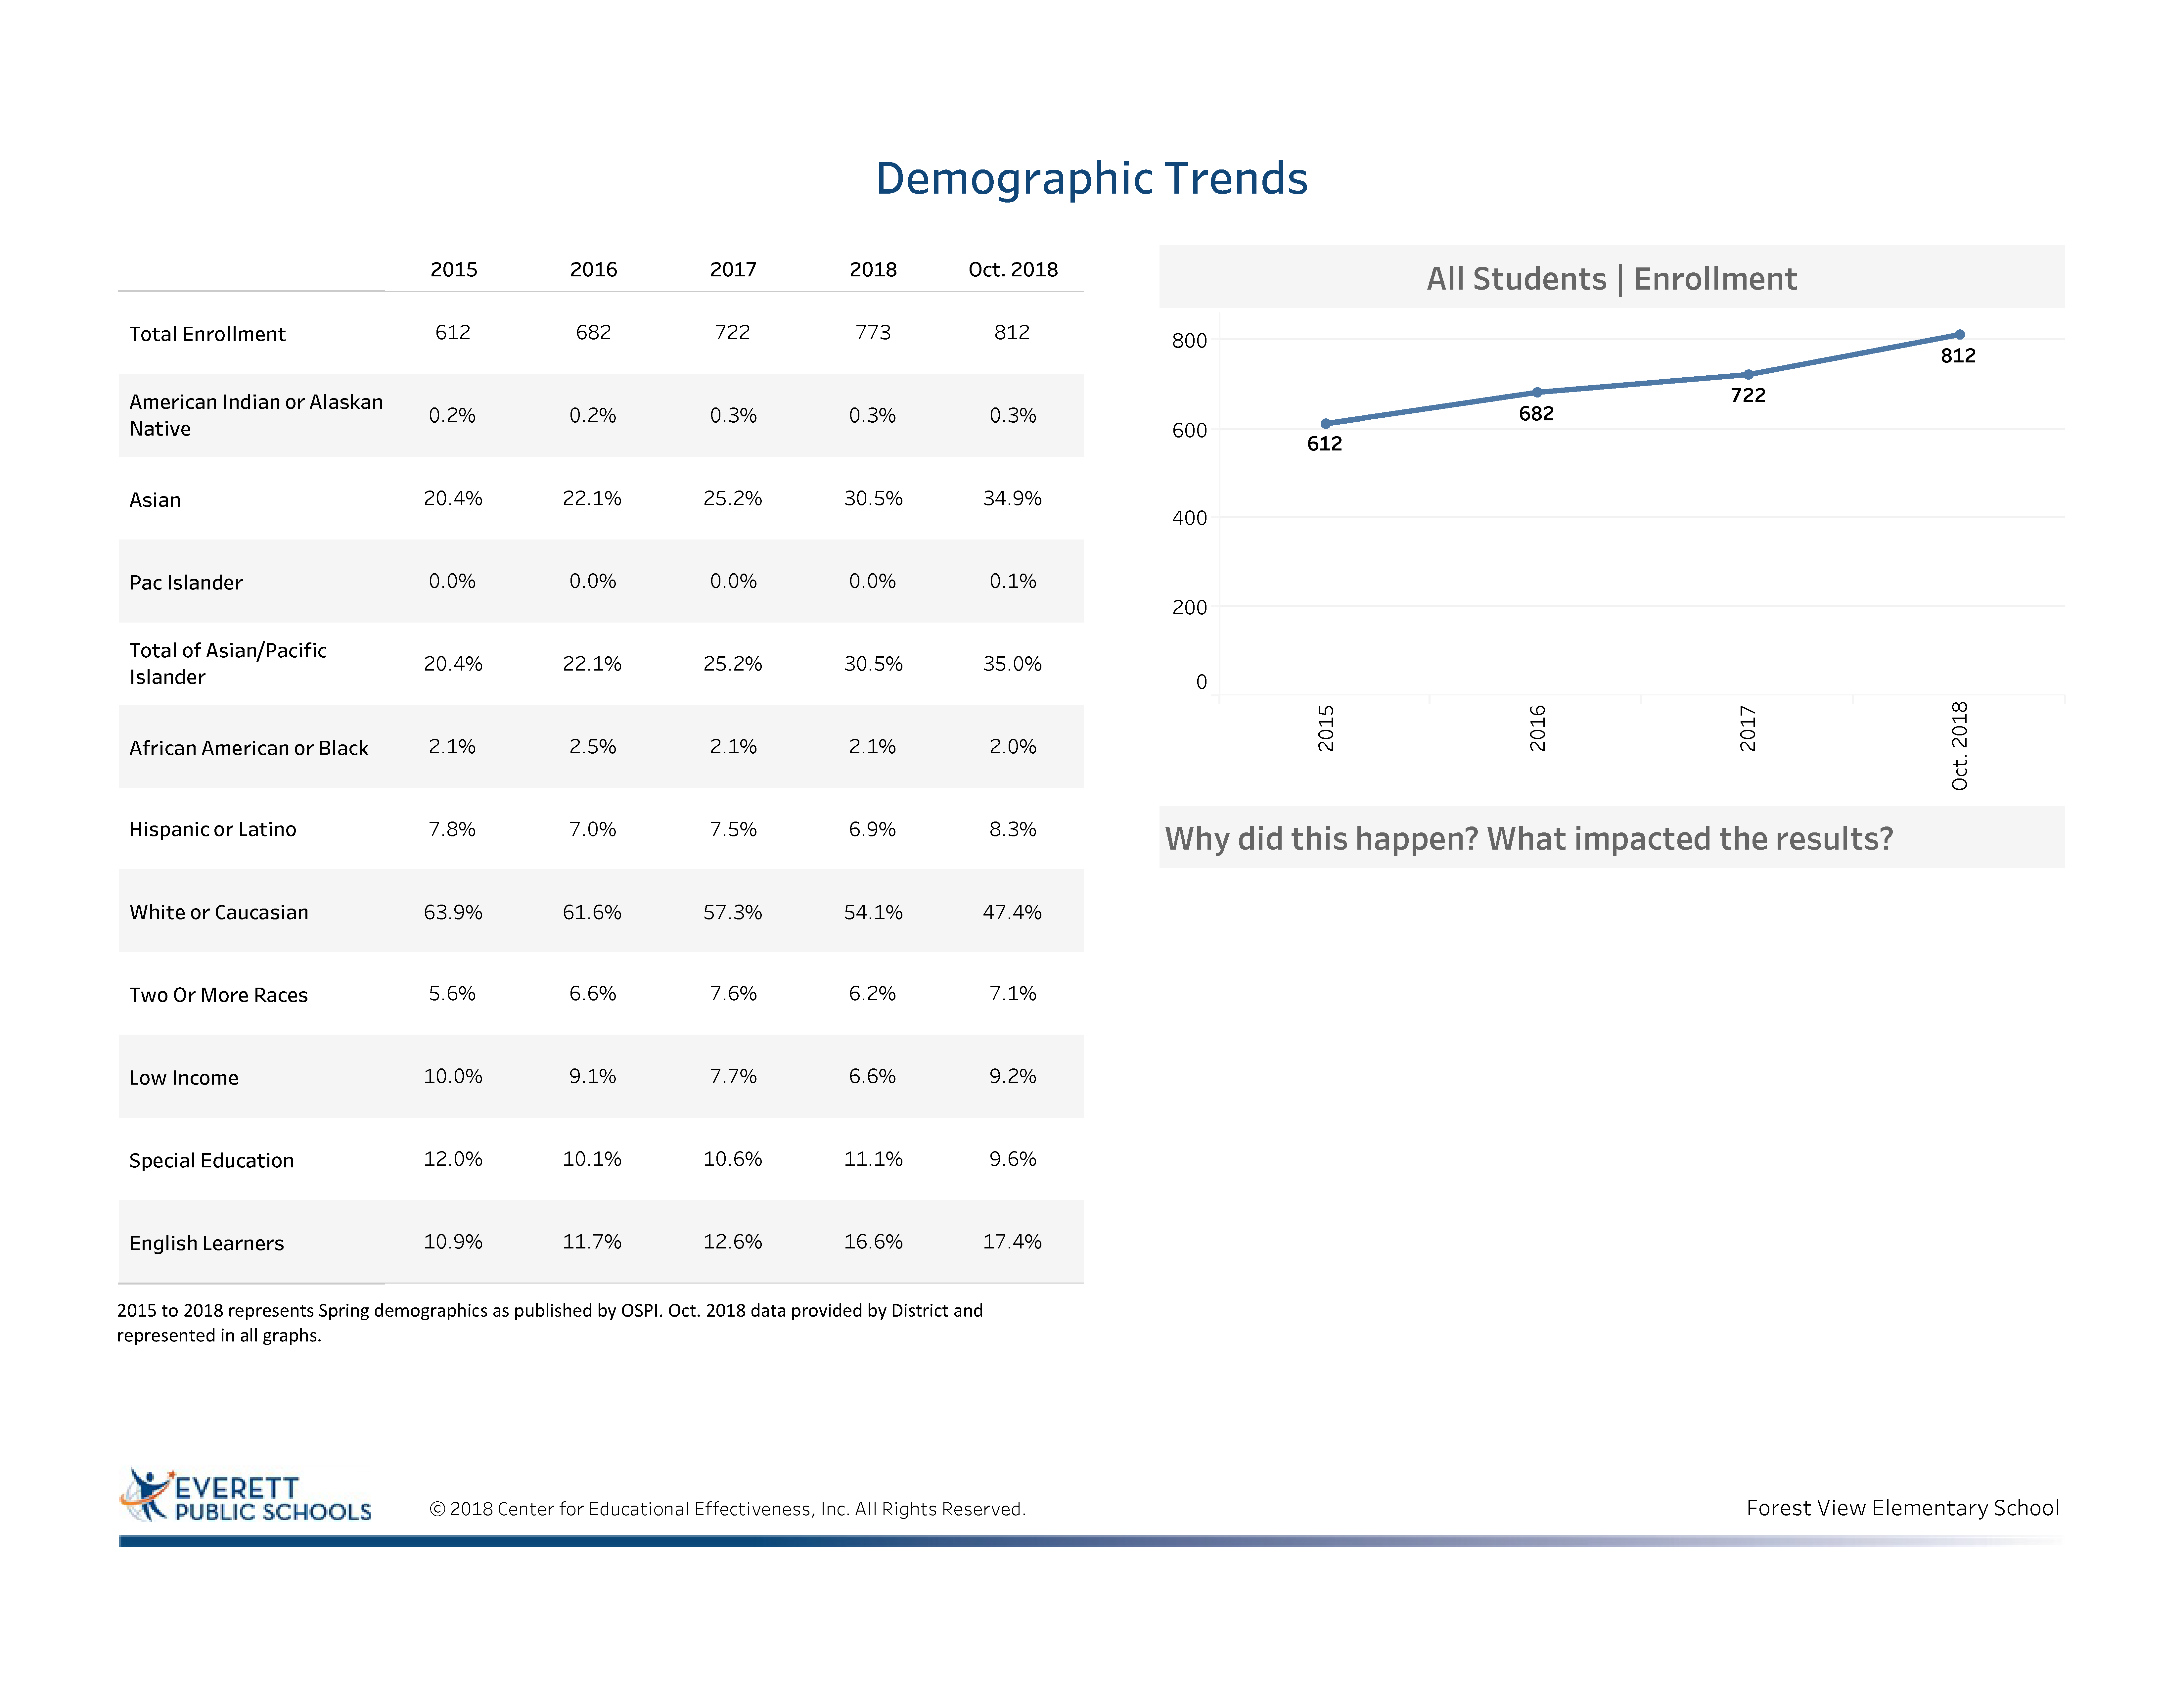 Demographic Trends
2015 2016 2017 2018 Oct. 2018
Total Enrollment 612 682 722 773 812
American Indian or Alaskan
Native 0.2% 0.2% 0.3% 0.3% 0.3%
Asian 20.4% 22.1% 25.2% 30.5% 34.9%
Pac Islander 0.0% 0.0% 0.0% 0.0% 0.1%
Total of Asian/Pacific
Islander 20.4% 22.1% 25.2% 30.5% 35.0%
African American or Black 2.1% 2.5% 2.1% 2.1% 2.0%
Hispanic or Latino 7.8% 7.0% 7.5% 6.9% 8.3%
White or Caucasian 63.9% 61.6% 57.3% 54.1% 47.4%
Two Or More Races 5.6% 6.6% 7.6% 6.2% 7.1%
Low Income 10.0% 9.1% 7.7% 6.6% 9.2%
Special Education 12.0% 10.1% 10.6% 11.1% 9.6%
English Learners 10.9% 11.7% 12.6% 16.6% 17.4%
2015 to 2018 represents Spring demographics as published by OSPI. Oct. 2018 data provided by District and
represented in all graphs.
All Students | Enrollment
800
600
400
200
0
612
682
722
812
2015
2016
2017
Oct. 2018
Why did this happen? What impacted the results?
EVERETT
PUBLIC SCHOOLS
© 2018 Center for Educational Effectiveness, Inc. All Rights Reserved.
Forest View Elementary School